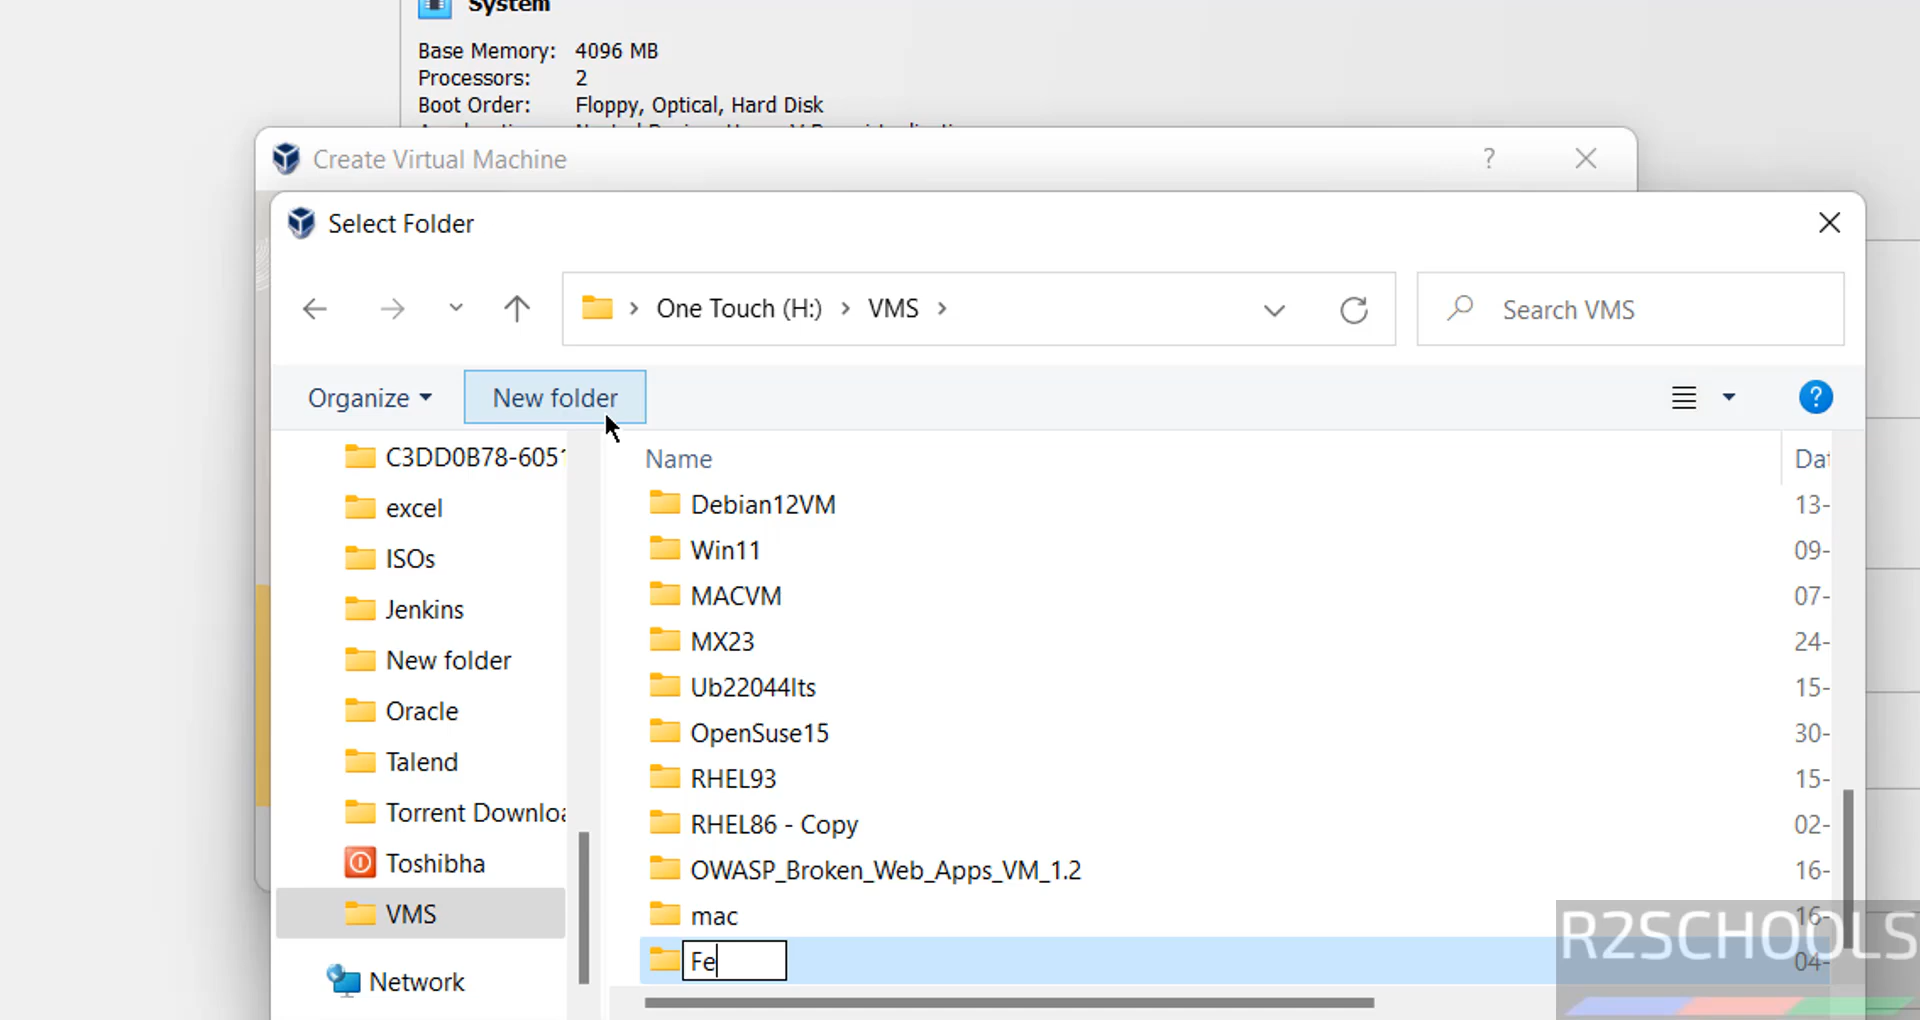 System
Base Memory: 4096 MB
Processors: 2
Boot Order: Floppy, Optical, Hard Disk
Create Virtual Machine
?
Select Folder
One Touch (H:) VMS
Search VMS
Organize
New folder
?
C3DD0B78-605
excel
ISOs
Jenkins
New folder
Oracle
Talend
Torrent Downloa
Toshibha
VMS
Network
Name Dat
Debian12VM 13-
Win11 09-
MACVM 07-
MX23 24-
Ub22044lts 15-
OpenSuse15 30-
RHEL93 15-
RHEL86 - Copy 02-
OWASP_Broken_Web_Apps_VM_1.2 16-
mac 16-
Fe 04-
R2SCHOOLS